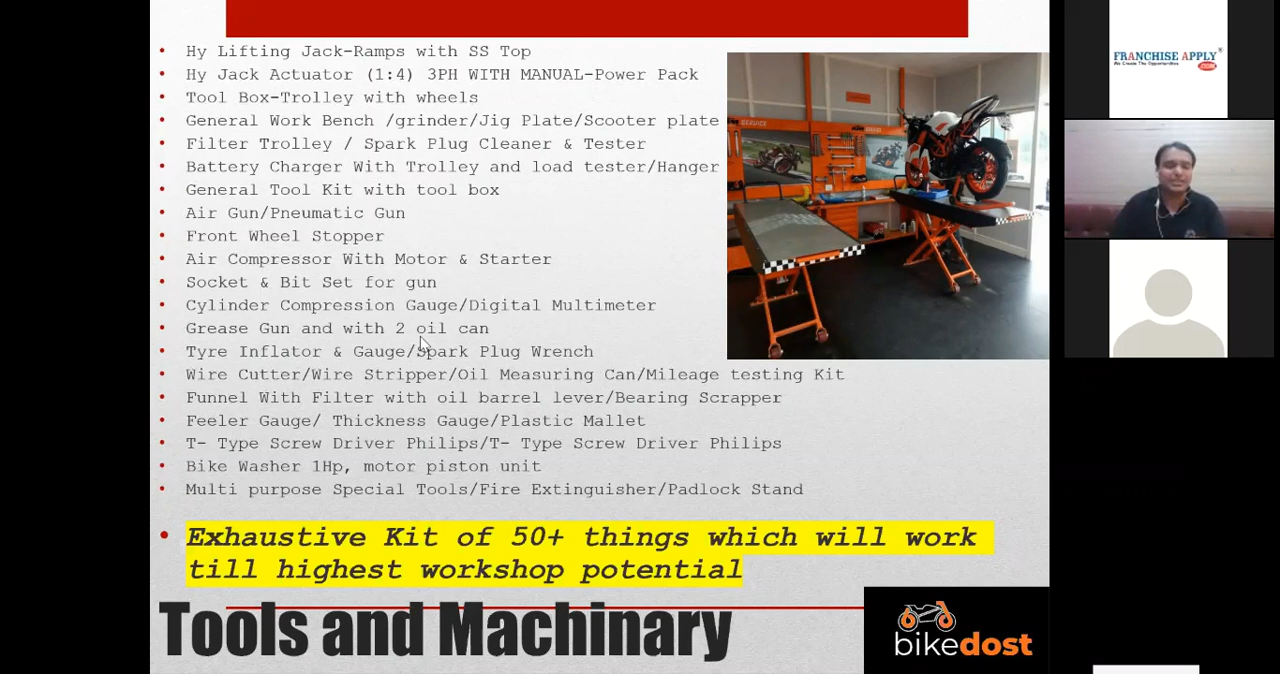 Hy Lifting Jack-Ramps with SS Top
Hy Jack Actuator (1:4) 3PH WITH MANUAL-Power Pack
Tool Box-Trolley with wheels
General Work Bench /grinder/Jig Plate/Scooter plate
Filter Trolley / Spark Plug Cleaner & Tester
Battery Charger With Trolley and load tester/Hanger
General Tool Kit with tool box
Air Gun/Pneumatic Gun
Front Wheel Stopper
Air Compressor With Motor & Starter
Socket & Bit Set for gun
Cylinder Compression Gauge/Digital Multimeter
Grease Gun and with 2 oil can
Tyre Inflator & Gauge/Spark Plug Wrench
Wire Cutter/Wire Stripper/Oil Measuring Can/Mileage testing Kit
Funnel With Filter with oil barrel lever/Bearing Scrapper
Feeler Gauge/ Thickness Gauge/Plastic Mallet
T- Type Screw Driver Philips/T- Type Screw Driver Philips
Bike Washer 1Hp, motor piston unit
Multi purpose Special Tools/Fire Extinguisher/Padlock Stand
Exhaustive Kit of 50+ things which will work
till highest workshop potential
Tools and Machinary
bikedost
SERVICE
FRANCHISE APPLY
We Create The Opportunities
.COM